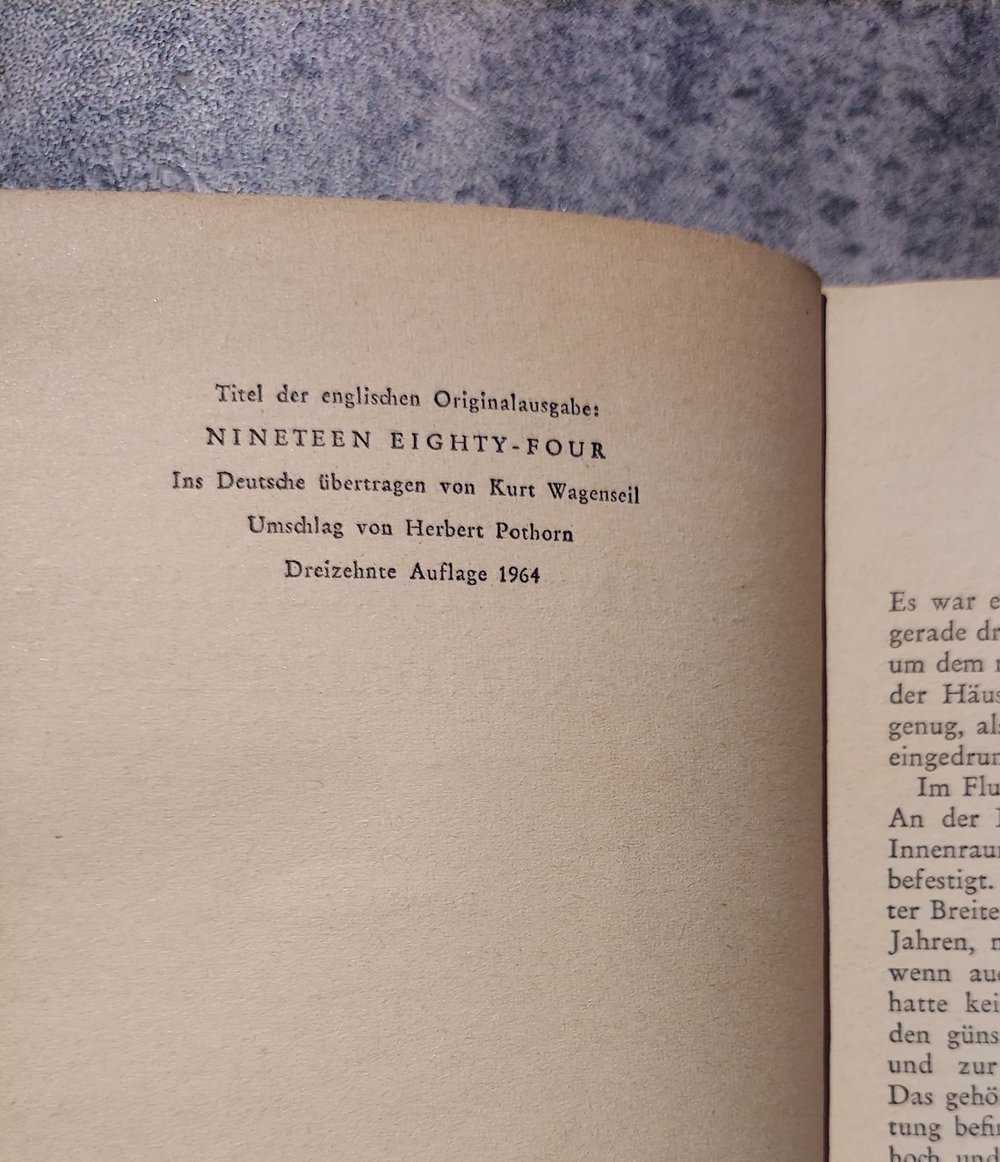 Titel der englischen Originalausgabe:
NINETEEN EIGHTY-FOUR
Ins Deutsche übertragen von Kurt Wagenseil
Umschlag von Herbert Pothorn
Dreizehnte Auflage 1964
Es war
gerade
um dem
der
genug,
Im
An der
befestigt.
ter Breite
Jahren,
wenn
hatte
den
und zur
Das
tung
hoch und